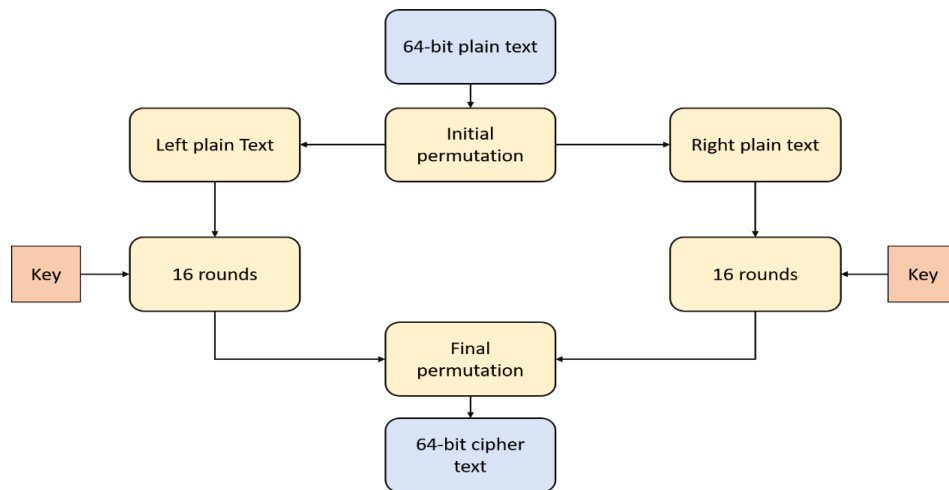 64-bit plain text
Left plain Text
Initial
permutation
Right plain text
Key
16 rounds
16 rounds
Key
Final
permutation
64-bit cipher
text